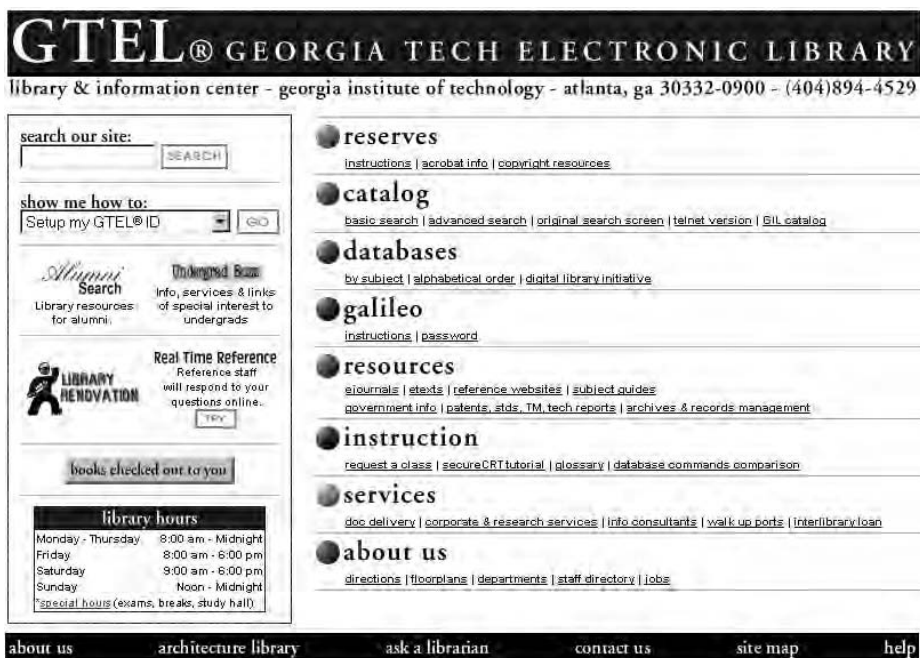 GTEL® GEORGIA TECH ELECTRONIC LIBRARY
library & information center - georgia institute of technology - atlanta, ga 30332-0900 - (404)894-4529
search our site:
SEARCH
show me how to:
Setup my GTEL® ID
GO
Alumni
Search
Library resources
for alumni.
Undergrad Buzz
Info, services & links
of special interest to
undergrads
LIBRARY
RENOVATION
Real Time Reference
Reference staff
will respond to your
questions online.
TRY
books checked out to you
library hours
Monday - Thursday 8:00 am - Midnight
Friday 8:00 am - 6:00 pm
Saturday 9:00 am - 6:00 pm
Sunday Noon - Midnight
*special hours (exams, breaks, study hall)
reserves
instructions | acrobat info | copyright resources
catalog
basic search | advanced search | original search screen | telnet version | GIL catalog
databases
by subject | alphabetical order | digital library initiative
galileo
instructions | password
resources
ejournals | etexts | reference websites | subject guides
government info | patents, stds, TM, tech reports | archives & records management
instruction
request a class | secureCRT tutorial | glossary | database commands comparison
services
doc delivery | corporate & research services | info consultants | walk up ports | interlibrary loan
about us
directions | floorplans | departments | staff directory | jobs
about us architecture library ask a librarian contact us site map help